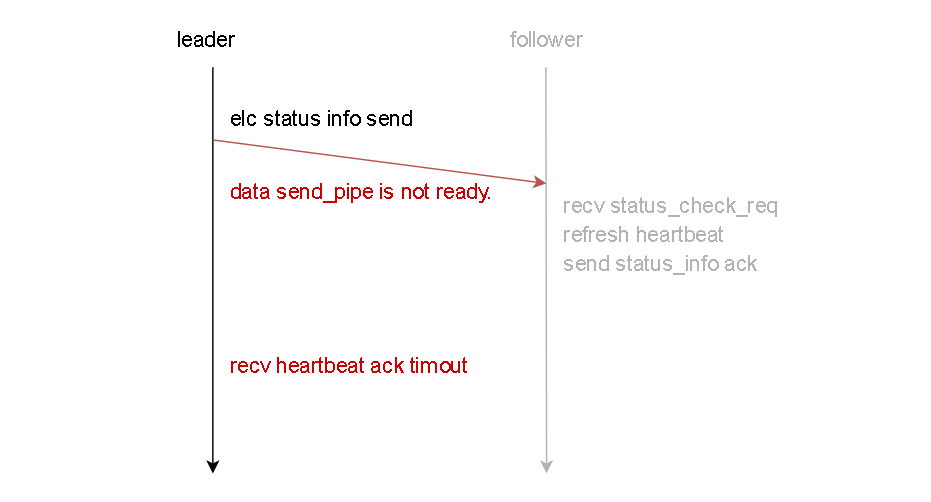 leader
follower
elc status info send
data send_pipe is not ready.
recv status_check_req
refresh heartbeat
send status_info ack
recv heartbeat ack timout